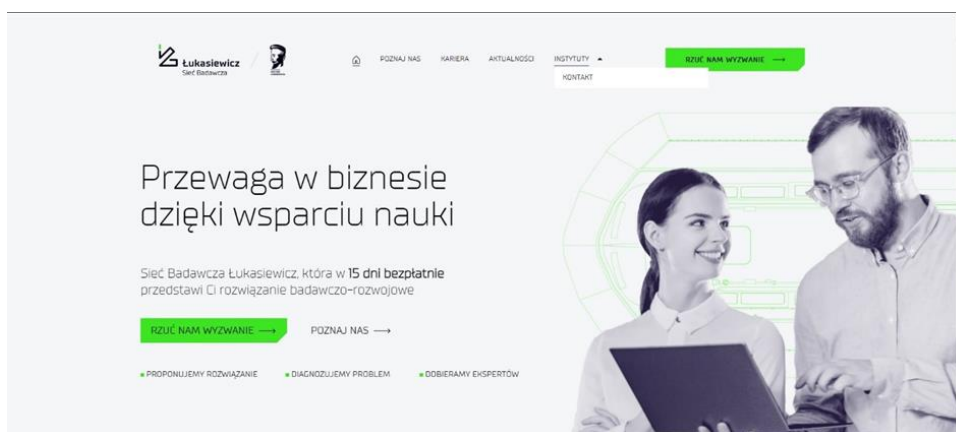 Łukasiewicz
Sieć Badawcza
POZNAJ NAS
KARIERA
AKTUALNOŚCI
INSTYTUTY
KONTAKT
RZUĆ NAM WYZWANIE
Przewaga w biznesie
dzięki wsparciu nauki
Sieć Badawcza Łukasiewicz, która w 15 dni bezpłatnie
przedstawi Ci rozwiązanie badawczo-rozwojowe
RZUĆ NAM WYZWANIE
POZNAJ NAS
PROPONUJEMY ROZWIĄZANIE
DIAGNOZUJEMY PROBLEM
DOBIERAMY EKSPERTÓW